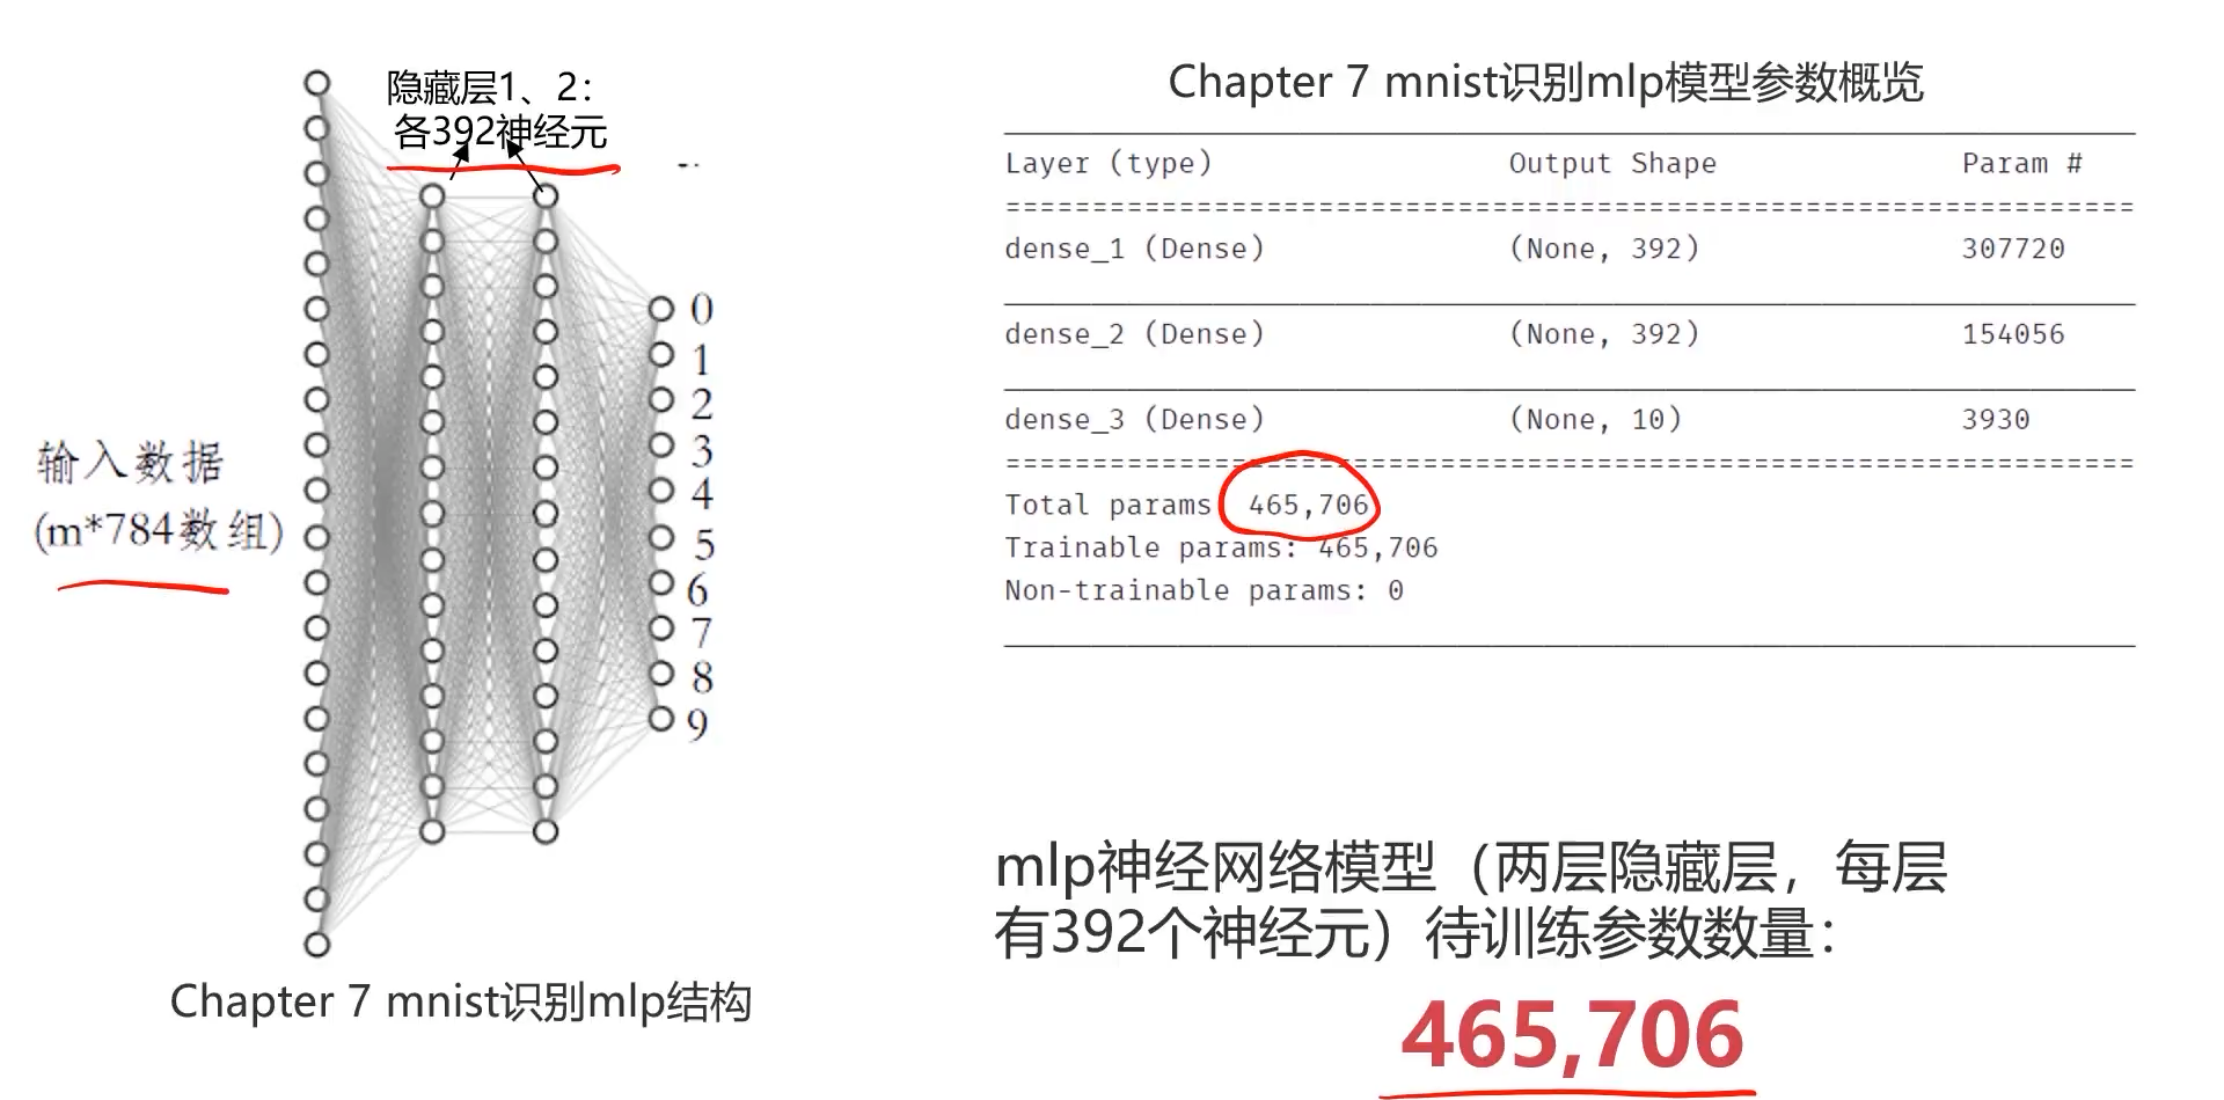 隐藏层1、2：
各392神经元
0
1
2
3
4
5
6
7
8
9
输入数据
(m*784数组)
Chapter 7 mnist识别mlp结构
Chapter 7 mnist识别mlp模型参数概览
Layer (type) Output Shape Param #
=================================================================
dense_1 (Dense) (None, 392) 307720
dense_2 (Dense) (None, 392) 154056
dense_3 (Dense) (None, 10) 3930
=================================================================
Total params 465,706
Trainable params: 465,706
Non-trainable params: 0
mlp神经网络模型（两层隐藏层，每层
有392个神经元）待训练参数数量：
465,706